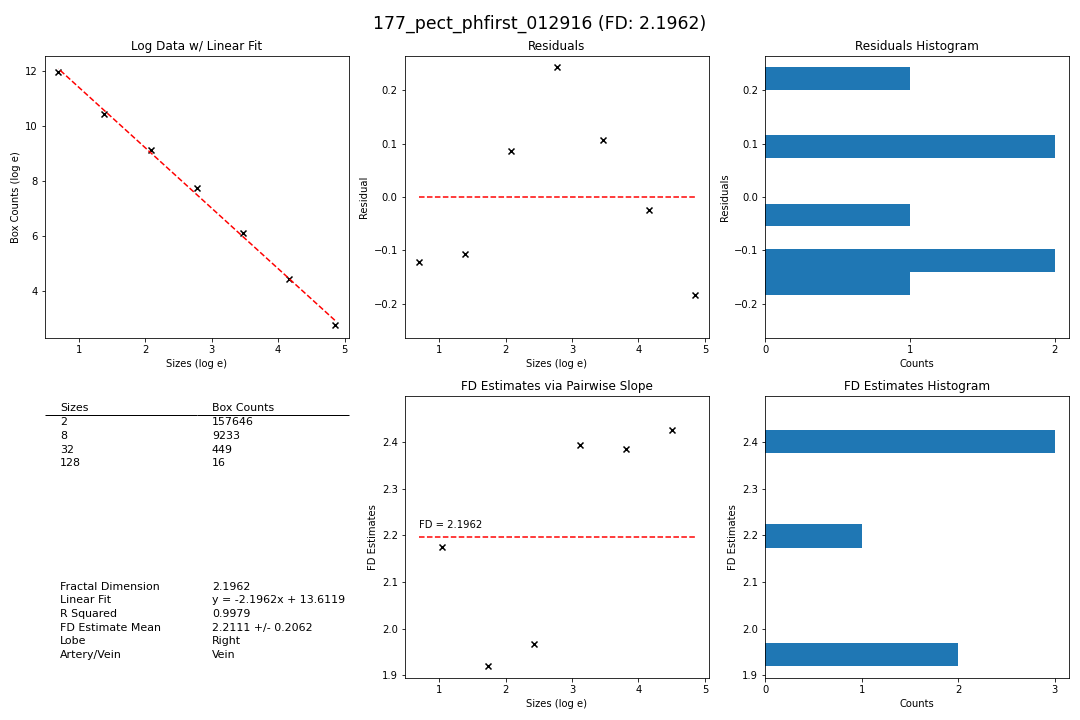 177_pect_phfirst_012916 (FD: 2.1962)
Log Data w/ Linear Fit
Box Counts (log e)
12
10
8
6
4
1
2
3
4
5
Sizes (log e)
Residuals
Residual
0.2
0.1
0.0
−0.1
−0.2
1
2
3
4
5
Sizes (log e)
Residuals Histogram
Residuals
0.2
0.1
0.0
−0.1
−0.2
0
1
2
Counts
Sizes Box Counts
2 157646
8 9233
32 449
128 16
Fractal Dimension 2.1962
Linear Fit y = -2.1962x + 13.6119
R Squared 0.9979
FD Estimate Mean 2.2111 +/- 0.2062
Lobe Right
Artery/Vein Vein
FD Estimates via Pairwise Slope
FD Estimates
2.4
2.3
2.2
2.1
2.0
1.9
FD = 2.1962
1
2
3
4
5
Sizes (log e)
FD Estimates Histogram
FD Estimates
2.4
2.3
2.2
2.1
2.0
1.9
0
1
2
3
Counts